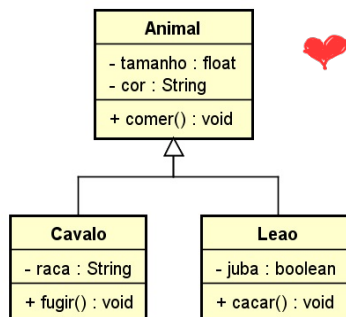 Animal
- tamanho : float
- cor : String
+ comer() : void
Cavalo
- raca : String
+ fugir() : void
Leao
- juba : boolean
+ cacar() : void